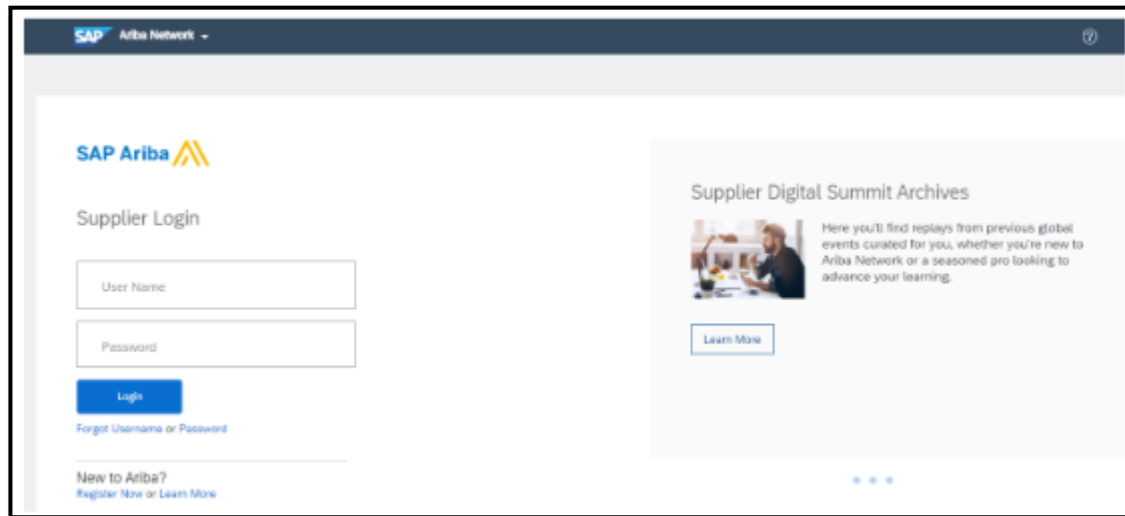 SAP Ariba Network
SAP Ariba
Supplier Login
User Name
Password
Login
Forgot Username or Password
New to Ariba?
Register Now or Learn More
Supplier Digital Summit Archives
Here you'll find replays from previous global
events curated for you, whether you're new to
Ariba Network or a seasoned pro looking to
advance your learning.
Learn More